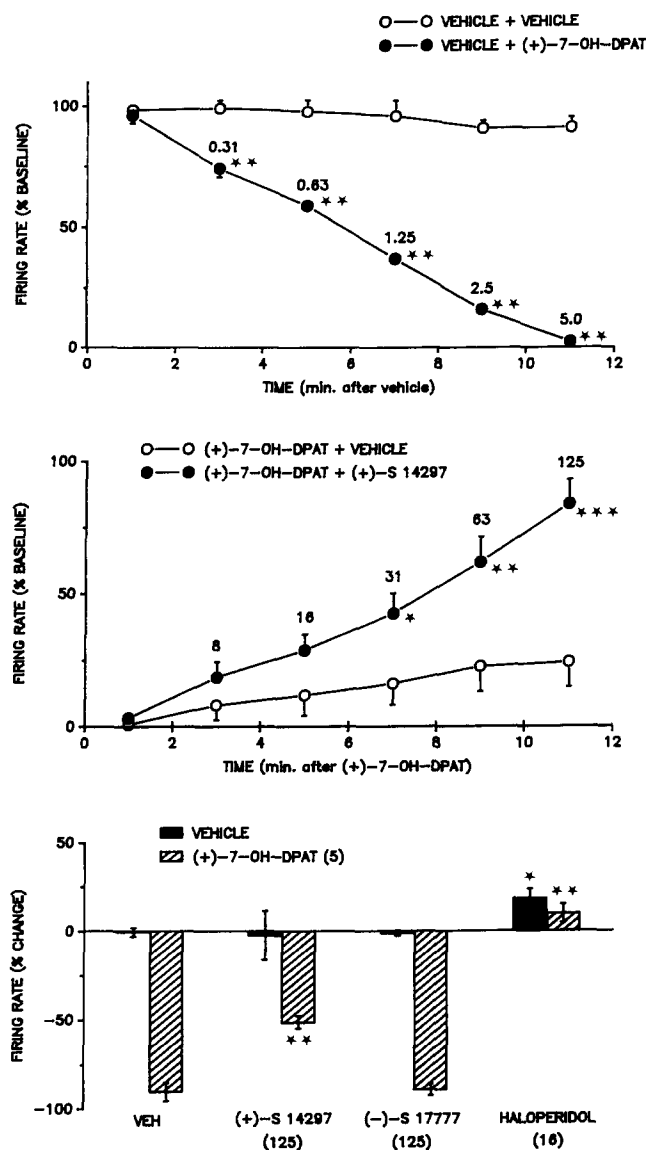 VEHICLE + VEHICLE
VEHICLE + (+)-7-OH-DPAT
FIRING RATE (% BASELINE)
100
50
0
0.31 ★★
0.63 ★★
1.25 ★★
2.5 ★★
5.0 ★★
0 2 4 6 8 10 12
TIME (min. after vehicle)
(+)-7-OH-DPAT + VEHICLE
(+)-7-OH-DPAT + (+)-S 14297
FIRING RATE (% BASELINE)
100
50
0
8
16
31 ★
63 ★★
125 ★★★
0 2 4 6 8 10 12
TIME (min. after (+)-7-OH-DPAT)
VEHICLE
(+)-7-OH-DPAT (5)
FIRING RATE (% CHANGE)
50
0
-50
-100
★★
★
★★
VEH (+)-S 14297 (-)-S 17777 HALOPERIDOL
(125) (125) (16)